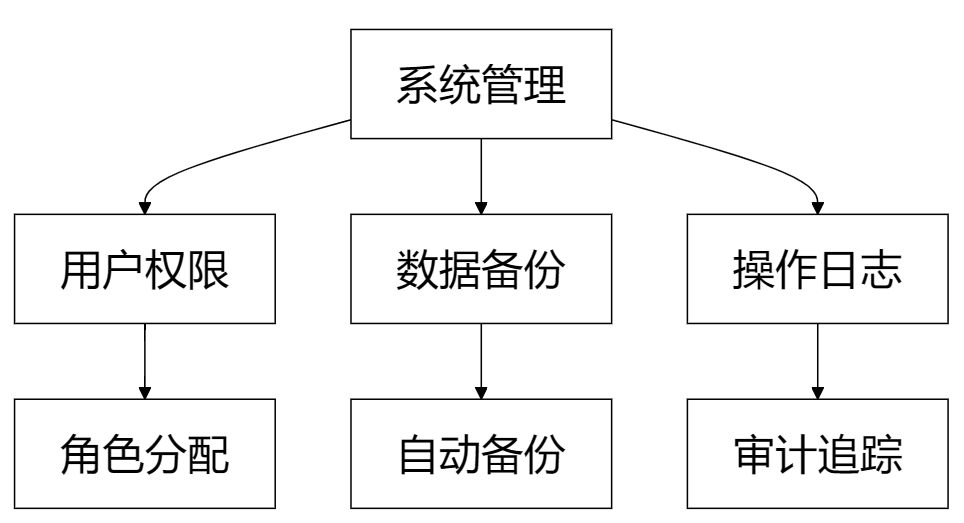 系统管理
用户权限
数据备份
操作日志
角色分配
自动备份
审计追踪